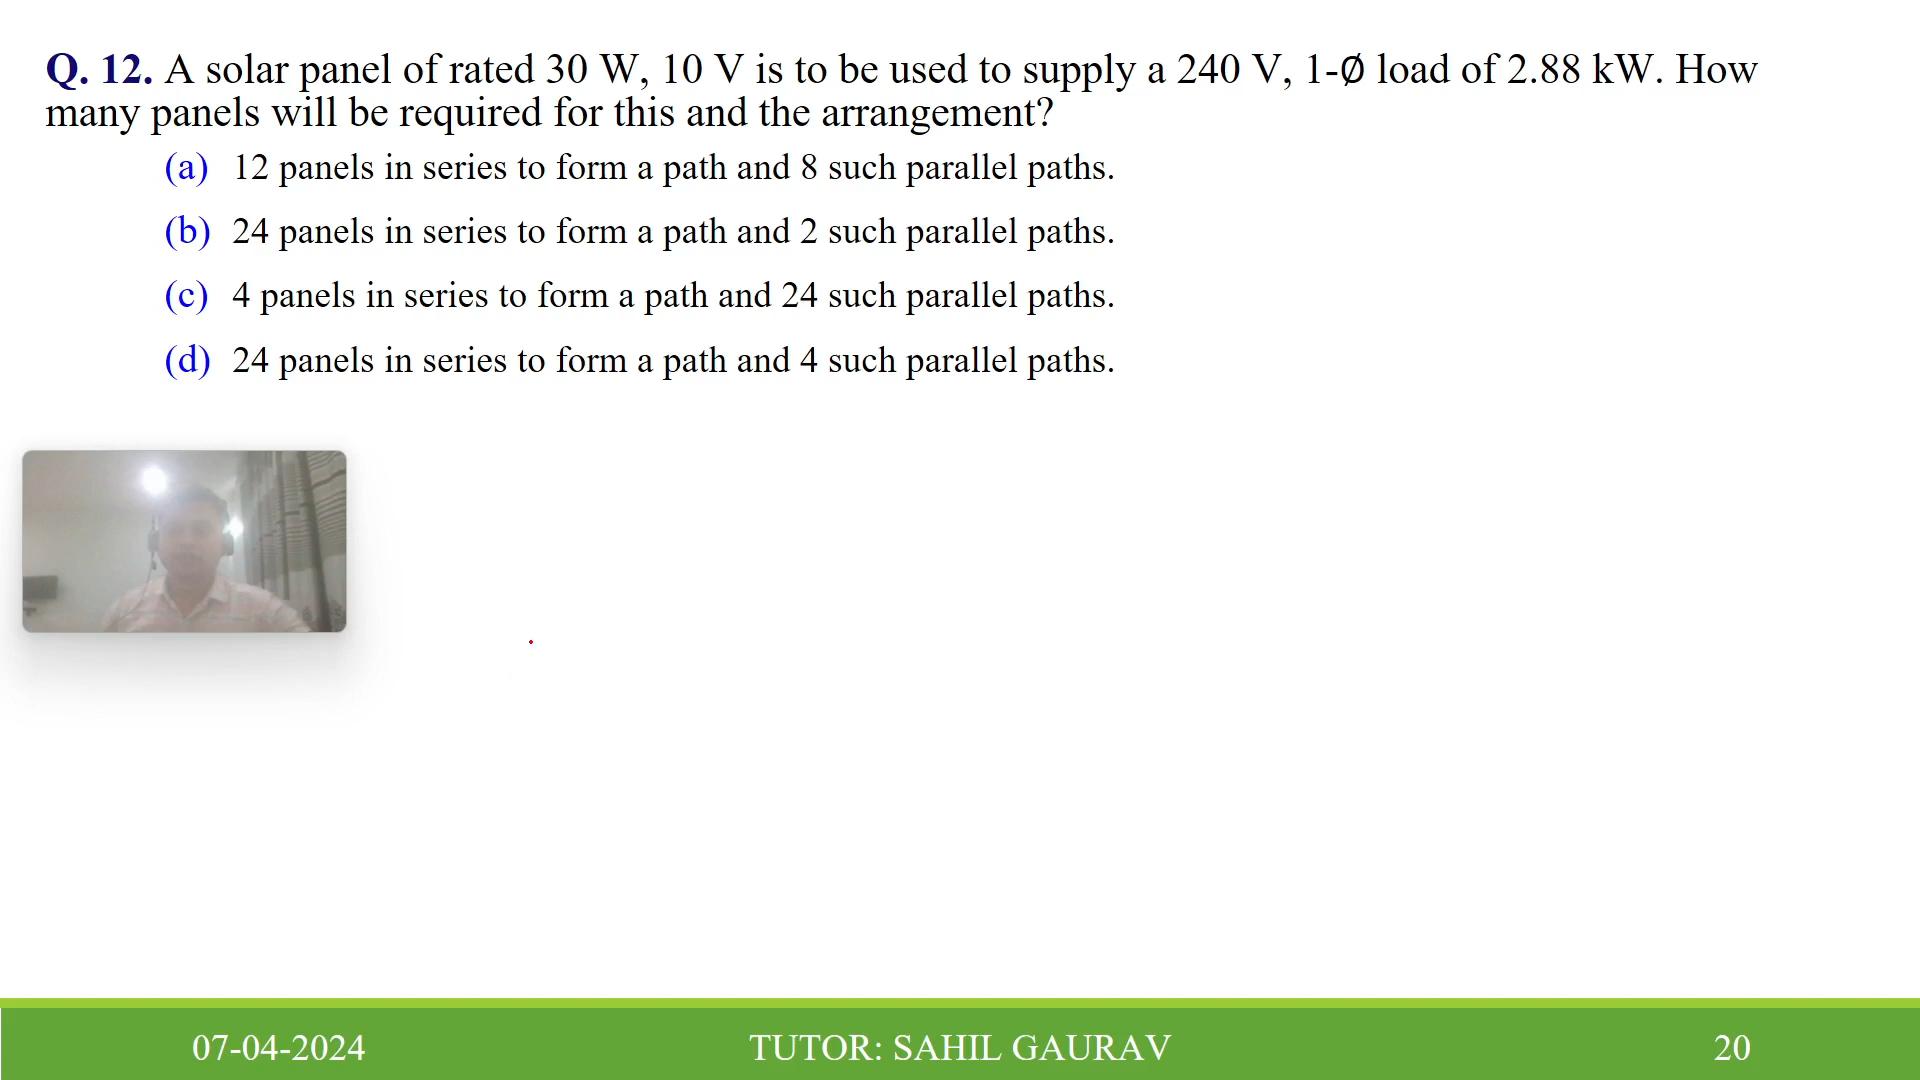 Q. 12. A solar panel of rated 30 W, 10 V is to be used to supply a 240 V, 1-∅ load of 2.88 kW. How
many panels will be required for this and the arrangement?
(a) 12 panels in series to form a path and 8 such parallel paths.
(b) 24 panels in series to form a path and 2 such parallel paths.
(c) 4 panels in series to form a path and 24 such parallel paths.
(d) 24 panels in series to form a path and 4 such parallel paths.
07-04-2024 TUTOR: SAHIL GAURAV 20